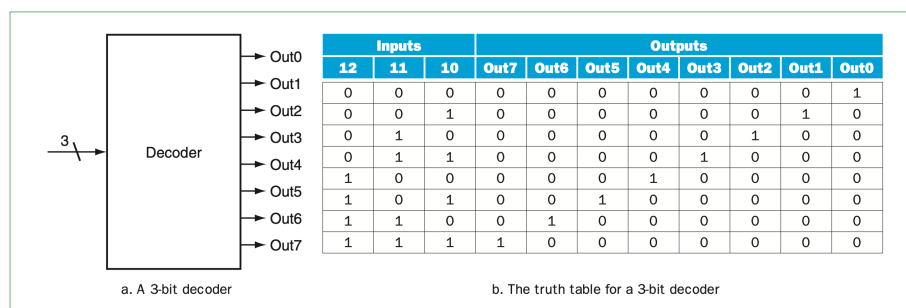 3
Decoder
Out0
Out1
Out2
Out3
Out4
Out5
Out6
Out7
a. A 3-bit decoder
Inputs Outputs
12 11 10 Out7 Out6 Out5 Out4 Out3 Out2 Out1 Out0
0 0 0 0 0 0 0 0 0 0 1
0 0 1 0 0 0 0 0 0 1 0
0 1 0 0 0 0 0 0 1 0 0
0 1 1 0 0 0 0 1 0 0 0
1 0 0 0 0 0 1 0 0 0 0
1 0 1 0 0 1 0 0 0 0 0
1 1 0 0 1 0 0 0 0 0 0
1 1 1 1 0 0 0 0 0 0 0
b. The truth table for a 3-bit decoder